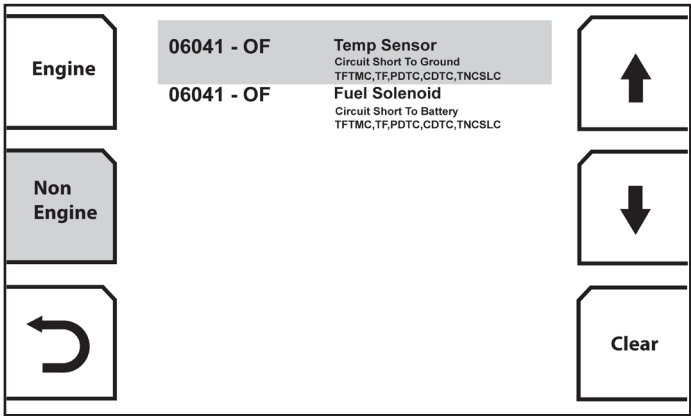 Engine
06041 - OF Temp Sensor
Circuit Short To Ground
TFTMC,TF,PDTC,CDTC,TNCSLC
06041 - OF Fuel Solenoid
Circuit Short To Battery
TFTMC,TF,PDTC,CDTC,TNCSLC
Non
Engine
Clear